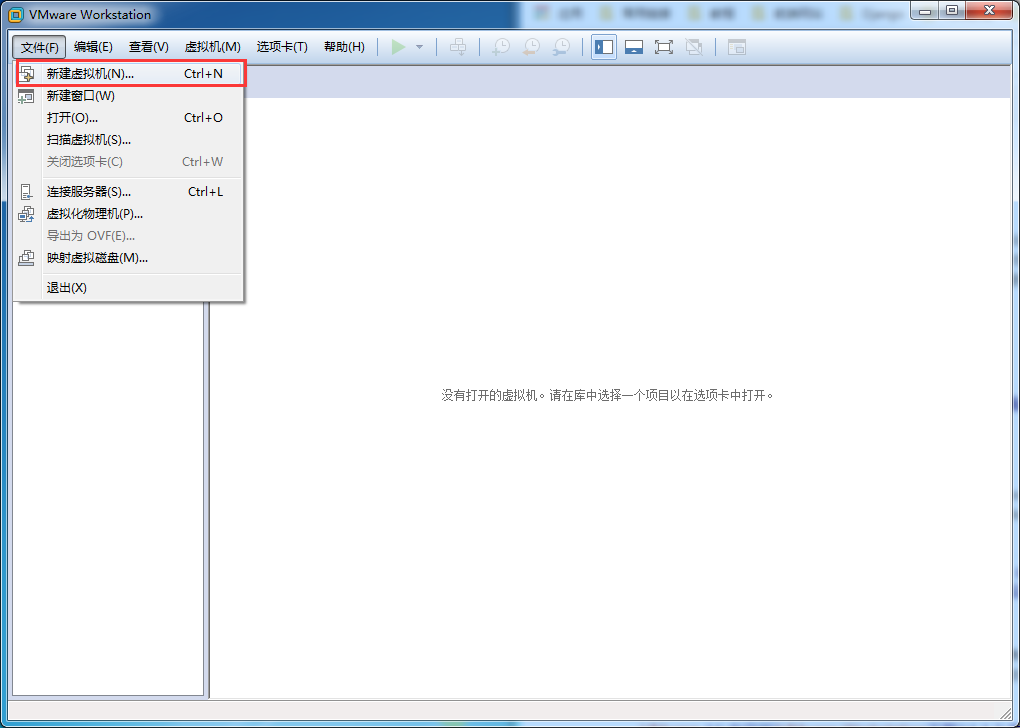 VMware Workstation
文件(F) 编辑(E) 查看(V) 虚拟机(M) 选项卡(T) 帮助(H)
新建虚拟机(N)... Ctrl+N
新建窗口(W)
打开(O)... Ctrl+O
扫描虚拟机(S)...
关闭选项卡(C) Ctrl+W
连接服务器(S)... Ctrl+L
虚拟化物理机(P)...
导出为 OVF(E)...
映射虚拟磁盘(M)...
退出(X)
没有打开的虚拟机。请在库中选择一个项目以在选项卡中打开。